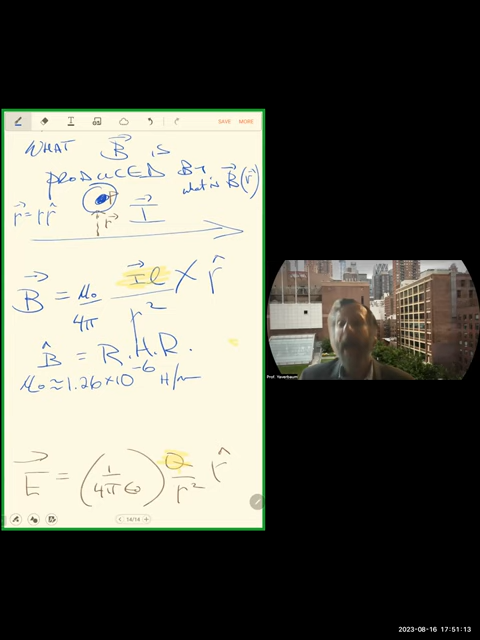 SAVE MORE
WHAT B⃗ IS
PRODUCED BY
what is B⃗(r⃗)
r⃗ = r r̂
r⃗
I⃗
B⃗ = μ₀/4π I⃗l/r² × r̂
B̂ = R.H.R.
μ₀ ≈ 1.26×10⁻⁶ H/m
E⃗ = (1/4πε₀) Q/r² r̂
14/14
Prof. Yaverbaum
2023-08-16 17:51:13